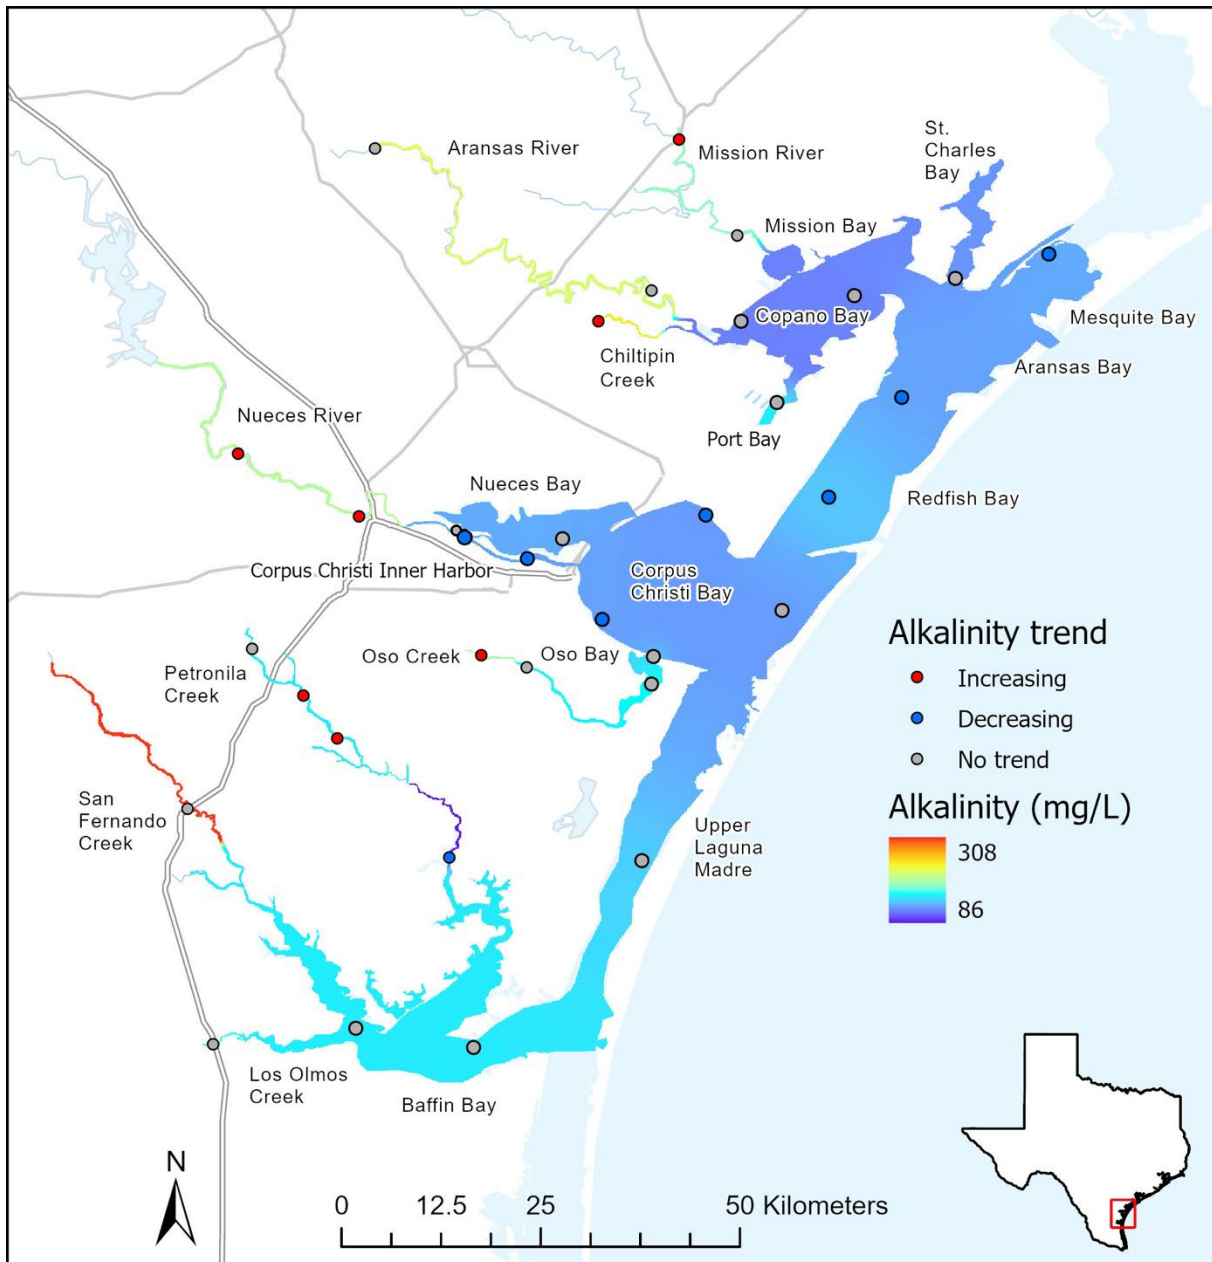 St.
Charles
Bay
Aransas River
Mission River
Mission Bay
Copano Bay
Mesquite Bay
Chiltipin
Creek
Aransas Bay
Nueces River
Port Bay
Nueces Bay
Redfish Bay
Corpus Christi Inner Harbor
Corpus
Christi Bay
Oso Creek
Oso Bay
Petronila
Creek
San
Fernando
Creek
Upper
Laguna
Madre
Los Olmos
Creek
Baffin Bay
Alkalinity trend
Increasing
Decreasing
No trend
Alkalinity (mg/L)
308
86
N
0 12.5 25 50 Kilometers